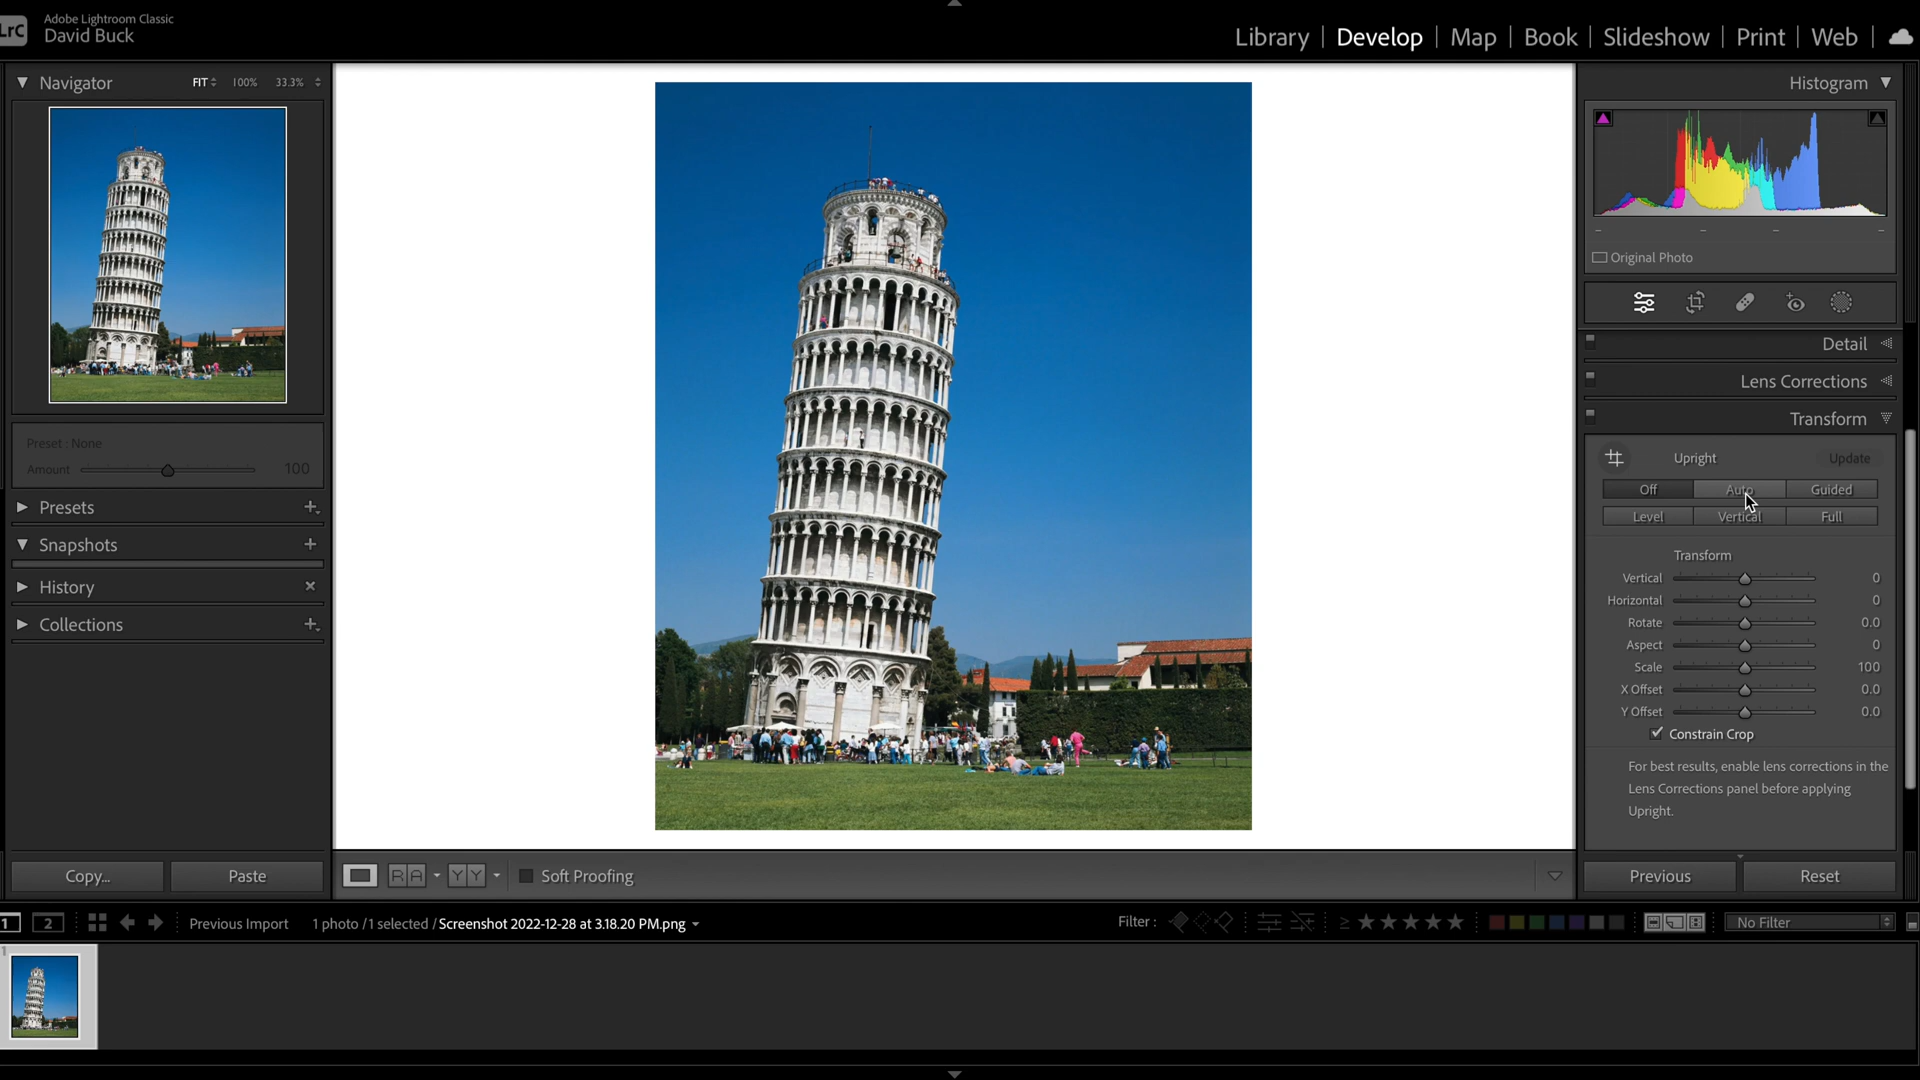 LrC
Adobe Lightroom Classic
David Buck
Library | Develop | Map | Book | Slideshow | Print | Web
Navigator FIT 100% 33.3%
Histogram
Original Photo
Preset : None
Amount 100
Presets
Snapshots
History
Collections
Detail
Lens Corrections
Transform
Upright Update
Off Auto Guided
Level Vertical Full
Transform
Vertical 0
Horizontal 0
Rotate 0.0
Aspect 0
Scale 100
X Offset 0.0
Y Offset 0.0
Constrain Crop
For best results, enable lens corrections in the
Lens Corrections panel before applying
Upright.
Copy... Paste
R A Y Y Soft Proofing
Previous Reset
1 2 Previous Import 1 photo /1 selected / Screenshot 2022-12-28 at 3.18.20 PM.png
Filter : ≥ No Filter
1